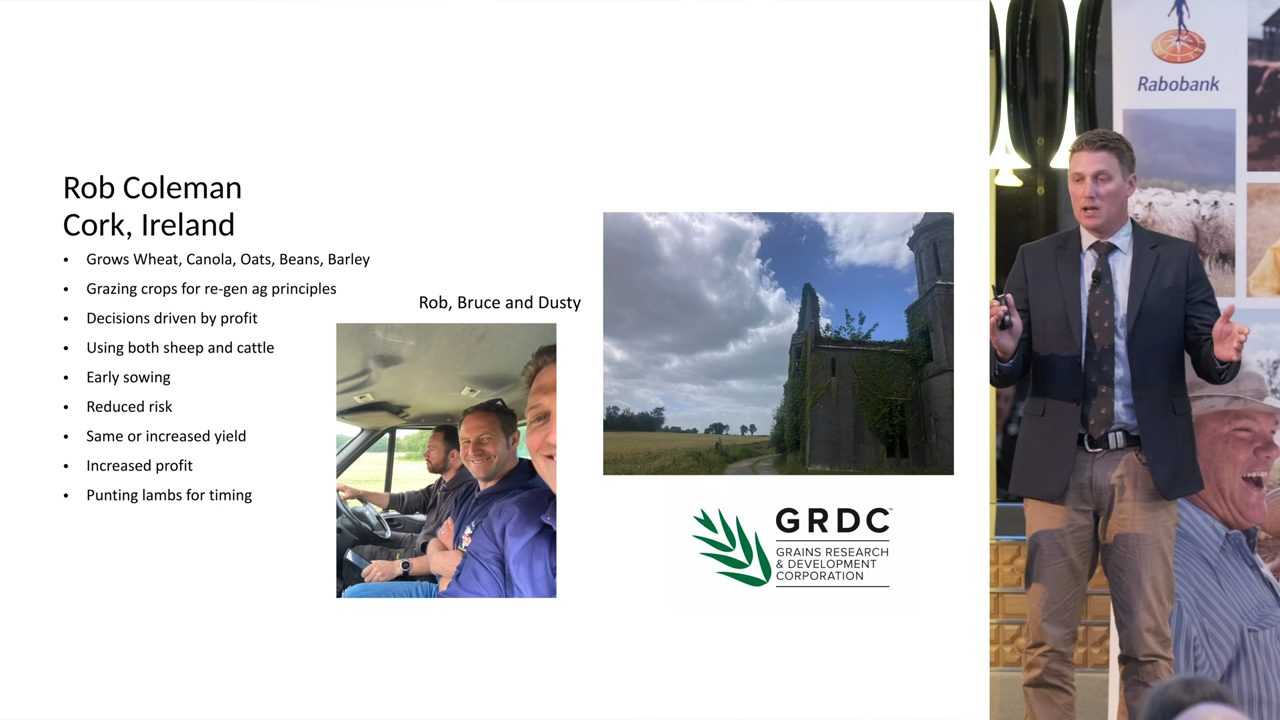 Rob Coleman
Cork, Ireland
• Grows Wheat, Canola, Oats, Beans, Barley
• Grazing crops for re-gen ag principles
• Decisions driven by profit
• Using both sheep and cattle
• Early sowing
• Reduced risk
• Same or increased yield
• Increased profit
• Punting lambs for timing
Rob, Bruce and Dusty
GRDC™
GRAINS RESEARCH
& DEVELOPMENT
CORPORATION
Rabobank